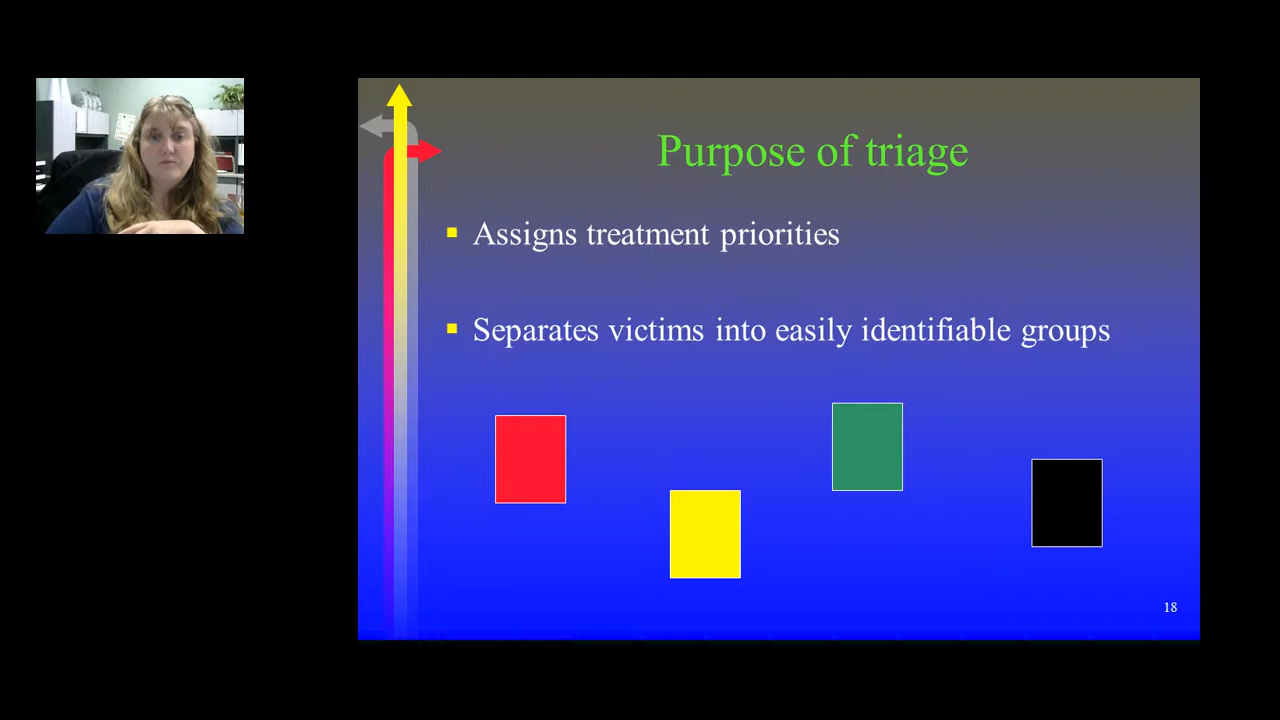 Purpose of triage
Assigns treatment priorities
Separates victims into easily identifiable groups
18